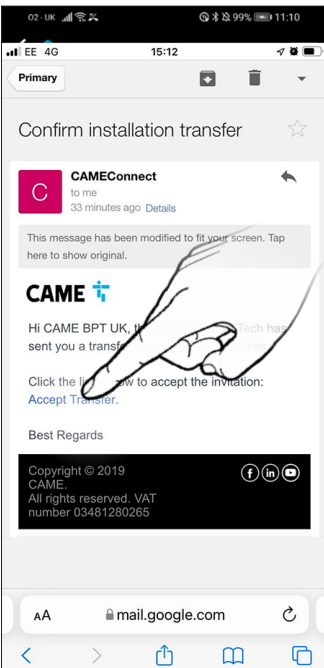 O2-UK 99% 11:10
EE 4G 15:12
Primary
Confirm installation transfer
C
CAMEConnect
to me
33 minutes ago Details
This message has been modified to fit your screen. Tap
here to show original.
CAME
Hi CAME BPT UK, Tech has
sent you a
Click the to accept the invitation:
Accept Transfer.
Best Regards
Copyright © 2019
CAME.
All rights reserved. VAT
number 03481280265
f in
AA mail.google.com